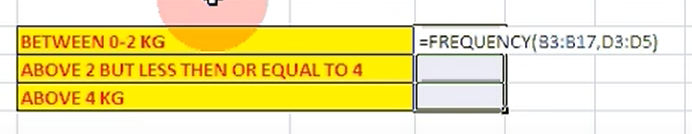 BETWEEN 0-2 KG =FREQUENCY(B3:B17,D3:D5)
ABOVE 2 BUT LESS THEN OR EQUAL TO 4
ABOVE 4 KG